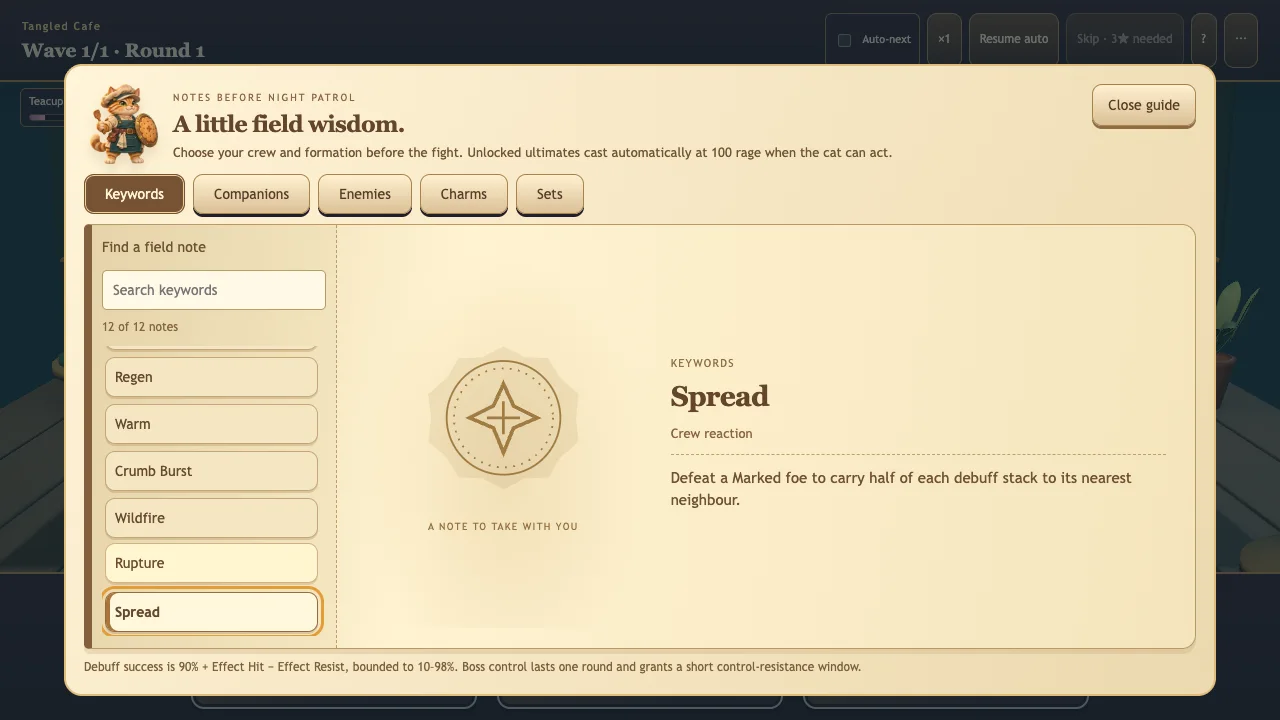 Tangled Cafe
Wave 1/1 · Round 1
Auto-next
×1
Resume auto
Skip · 3★ needed
?
···
Teacup
NOTES BEFORE NIGHT PATROL
A little field wisdom.
Choose your crew and formation before the fight. Unlocked ultimates cast automatically at 100 rage when the cat can act.
Close guide
Keywords
Companions
Enemies
Charms
Sets
Find a field note
Search keywords
12 of 12 notes
Regen
Warm
Crumb Burst
Wildfire
Rupture
Spread
A NOTE TO TAKE WITH YOU
KEYWORDS
Spread
Crew reaction
Defeat a Marked foe to carry half of each debuff stack to its nearest
neighbour.
Debuff success is 90% + Effect Hit − Effect Resist, bounded to 10–98%. Boss control lasts one round and grants a short control-resistance window.